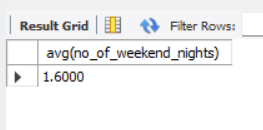 Result Grid Filter Rows:
avg(no_of_weekend_nights)
1.6000